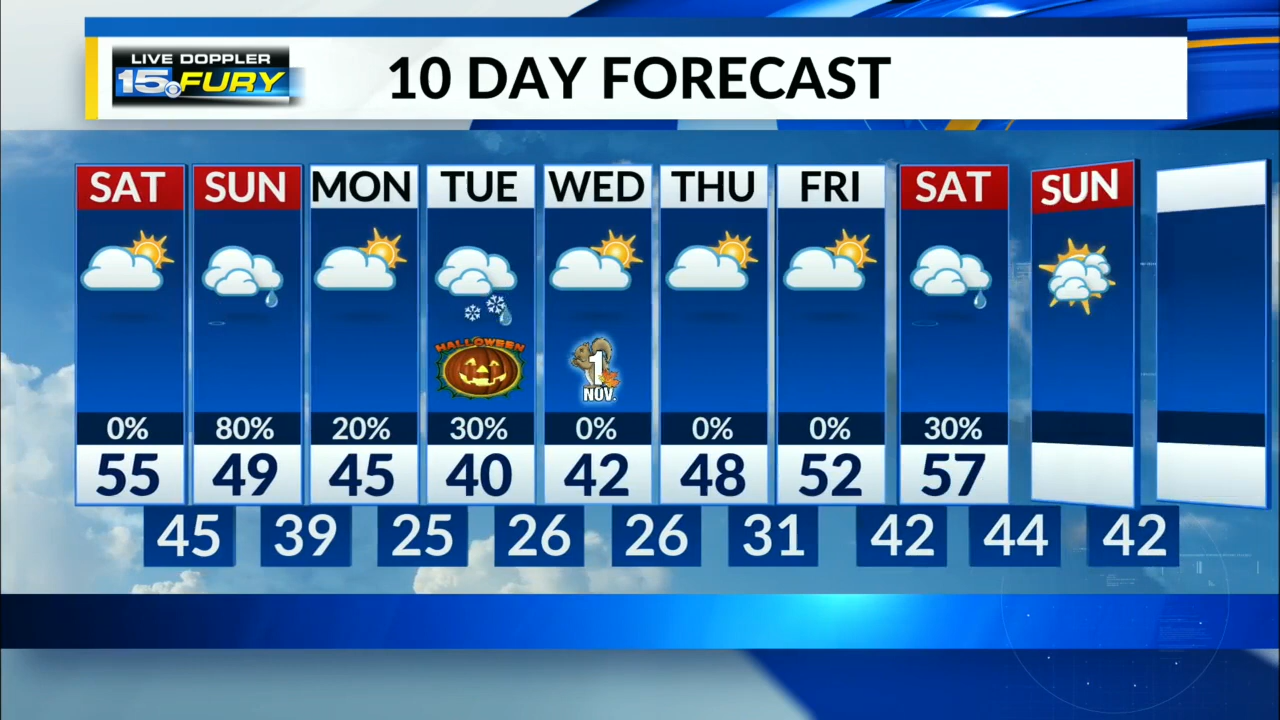 LIVE DOPPLER
15 FURY
10 DAY FORECAST
SAT SUN MON TUE WED THU FRI SAT SUN
HALLOWEEN
1
NOV.
0% 80% 20% 30% 0% 0% 0% 30%
55 49 45 40 42 48 52 57
45 39 25 26 26 31 42 44 42